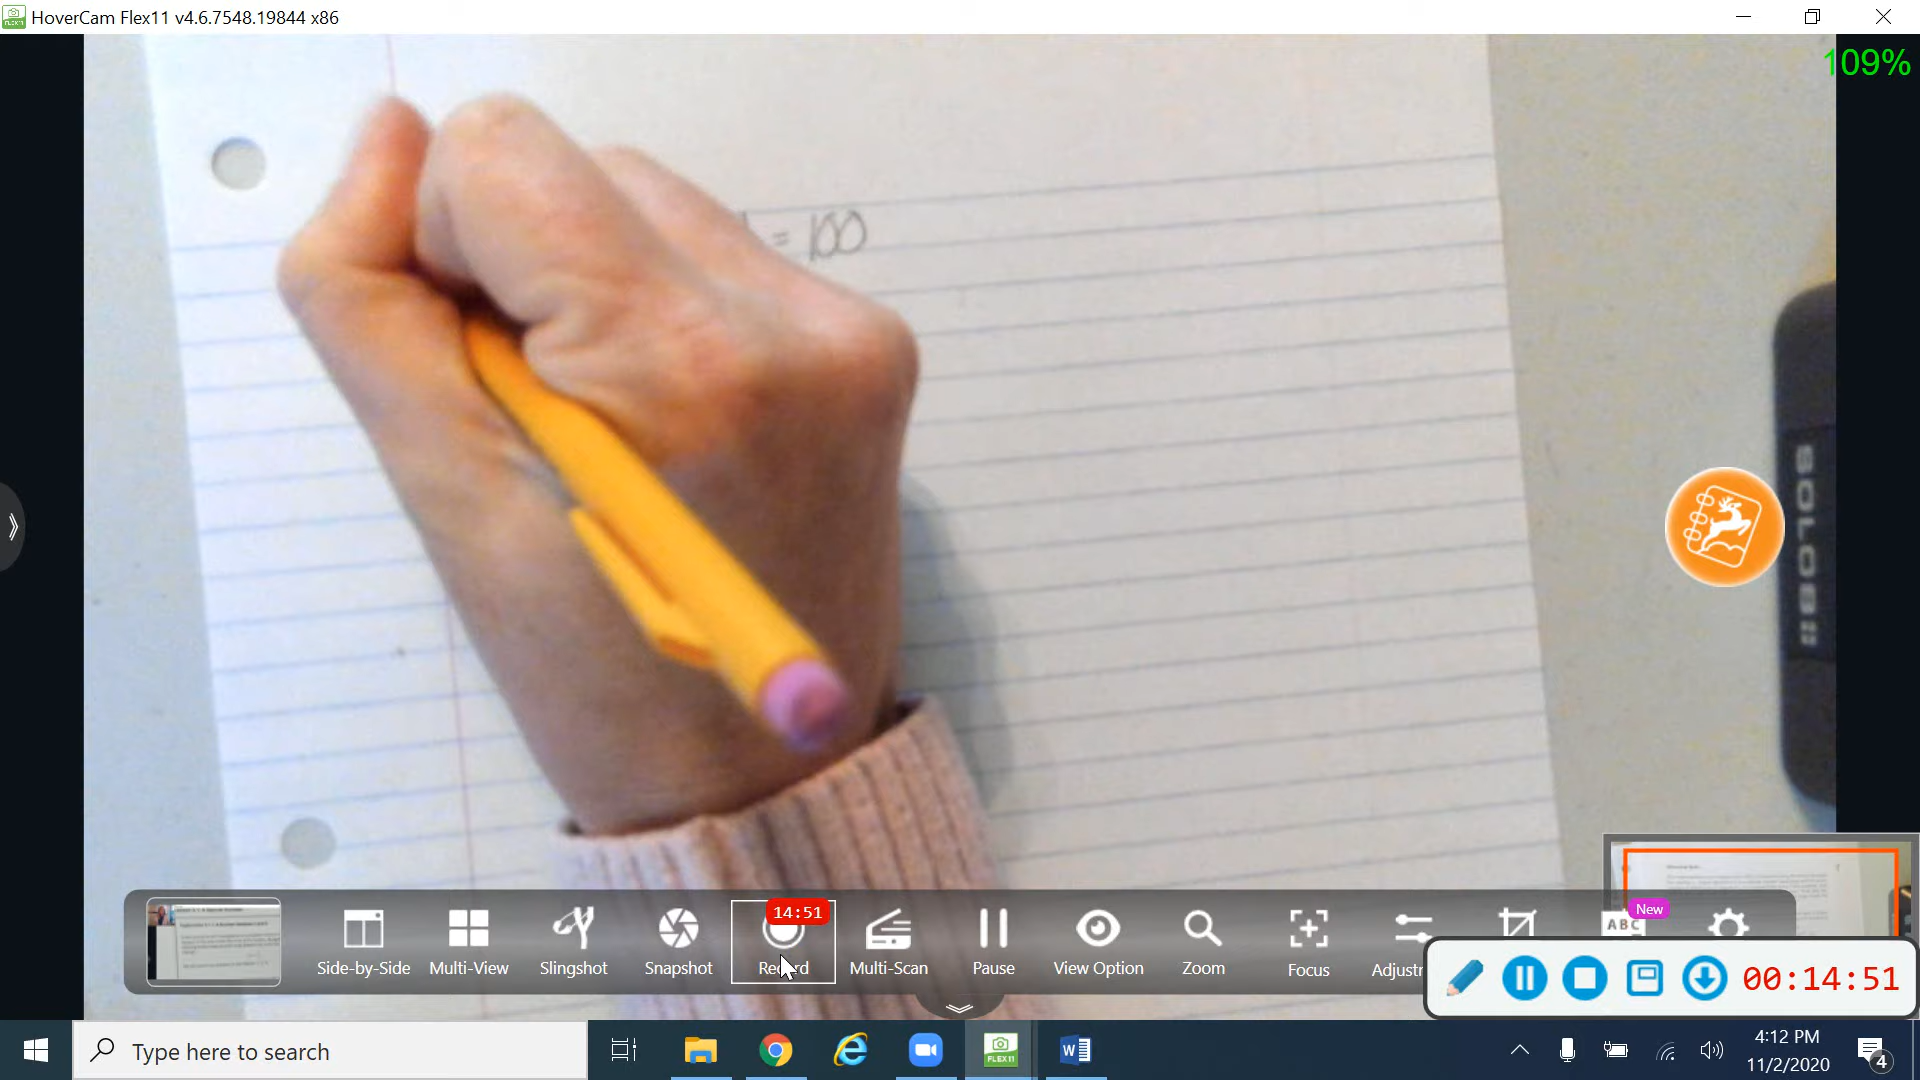 HoverCam Flex11 v4.6.7548.19844 x86
109%
= 100
SOLO8
14:51
New
ABC
Side-by-Side
Multi-View
Slingshot
Snapshot
Record
Multi-Scan
Pause
View Option
Zoom
Focus
Adjustm
00:14:51
Type here to search
FLEX11
4:12 PM
11/2/2020
4